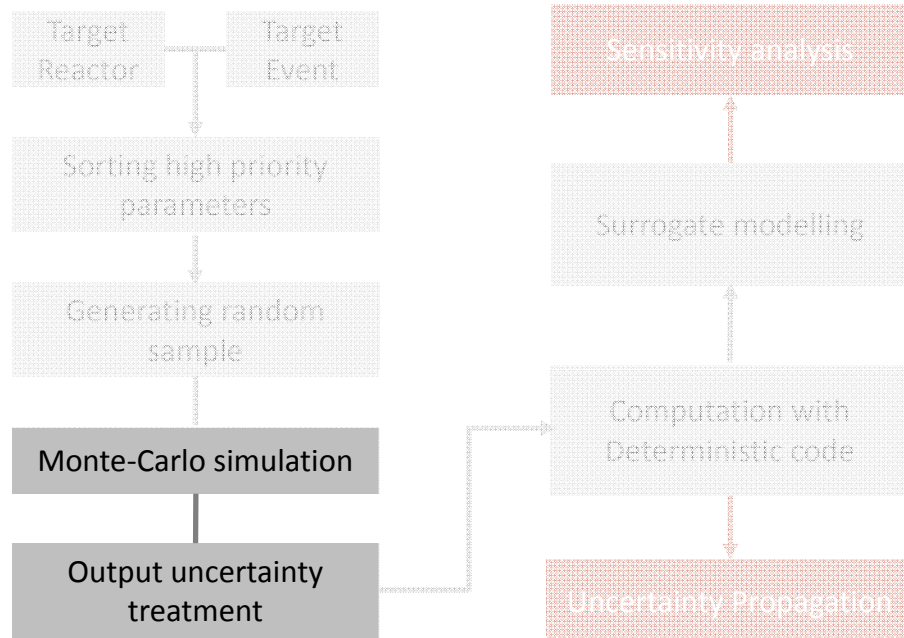 Target
Reactor
Target
Event
Sorting high priority
parameters
Generating random
sample
Monte-Carlo simulation
Output uncertainty
treatment
Sensitivity analysis
Surrogate modelling
Computation with
Deterministic code
Uncertainty Propagation